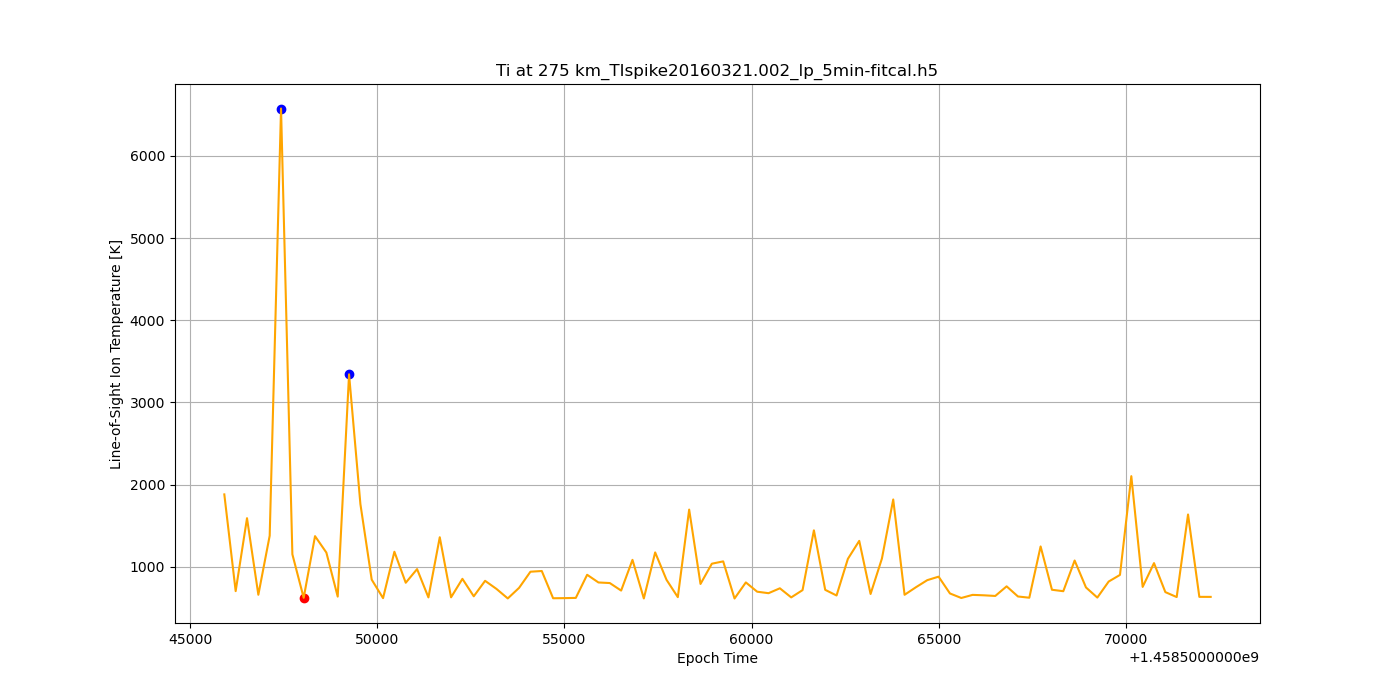 Ti at 275 km_TIspike20160321.002_lp_5min-fitcal.h5
Line-of-Sight Ion Temperature [K]
6000
5000
4000
3000
2000
1000
45000 50000 55000 60000 65000 70000
Epoch Time
+1.4585000000e9